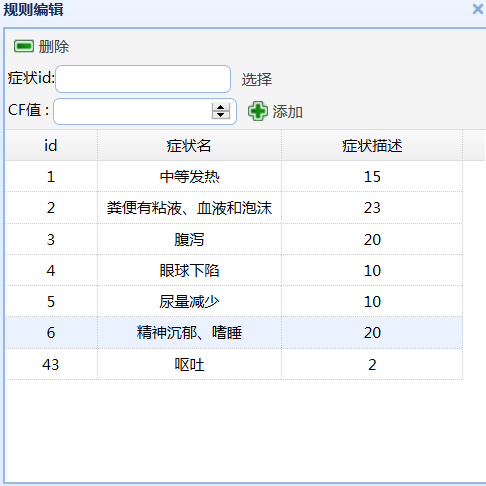 规则编辑
删除
症状id: 选择
CF值 : 添加
id 症状名 症状描述
1 中等发热 15
2 粪便有粘液、血液和泡沫 23
3 腹泻 20
4 眼球下陷 10
5 尿量减少 10
6 精神沉郁、嗜睡 20
43 呕吐 2